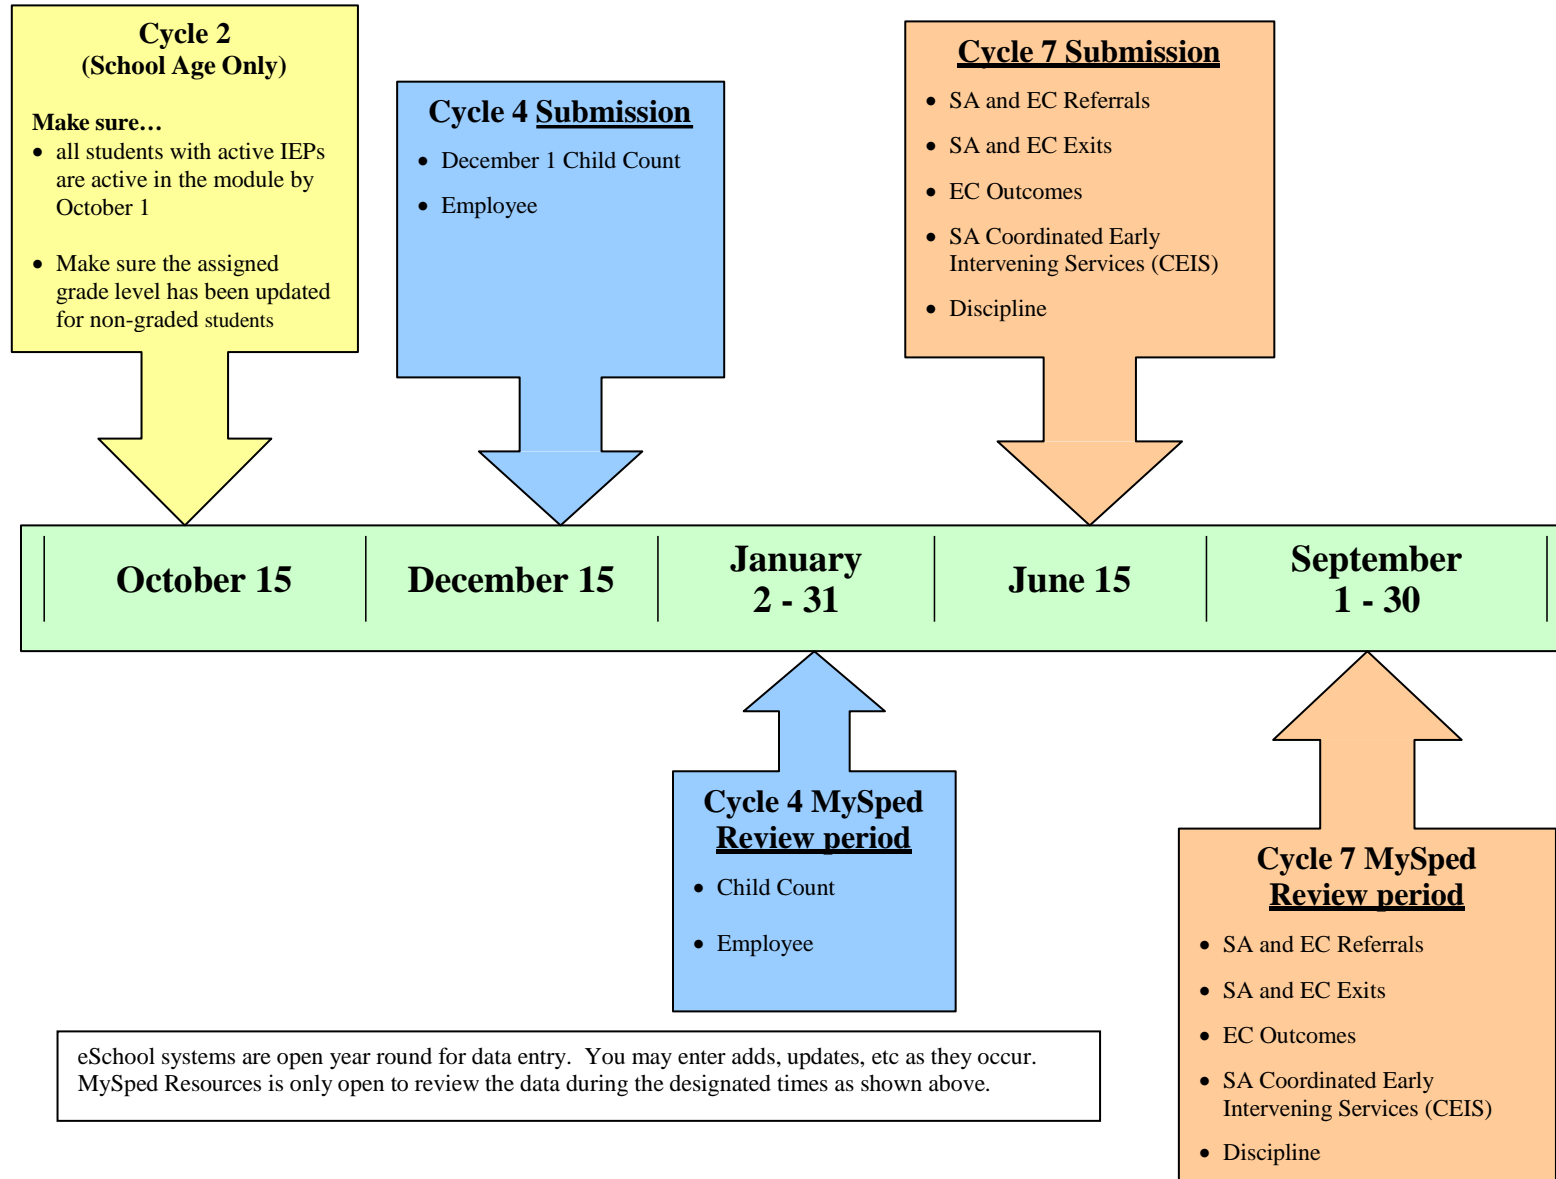 Cycle 2
(School Age Only)
Make sure…
• all students with active IEPs
are active in the module by
October 1
• Make sure the assigned
grade level has been updated
for non-graded students
Cycle 4 Submission
• December 1 Child Count
• Employee
Cycle 7 Submission
• SA and EC Referrals
• SA and EC Exits
• EC Outcomes
• SA Coordinated Early
Intervening Services (CEIS)
• Discipline
October 15
December 15
January
2 - 31
June 15
September
1 - 30
Cycle 4 MySped
Review period
• Child Count
• Employee
Cycle 7 MySped
Review period
• SA and EC Referrals
• SA and EC Exits
• EC Outcomes
• SA Coordinated Early
Intervening Services (CEIS)
• Discipline
eSchool systems are open year round for data entry.  You may enter adds, updates, etc as they occur.
MySped Resources is only open to review the data during the designated times as shown above.